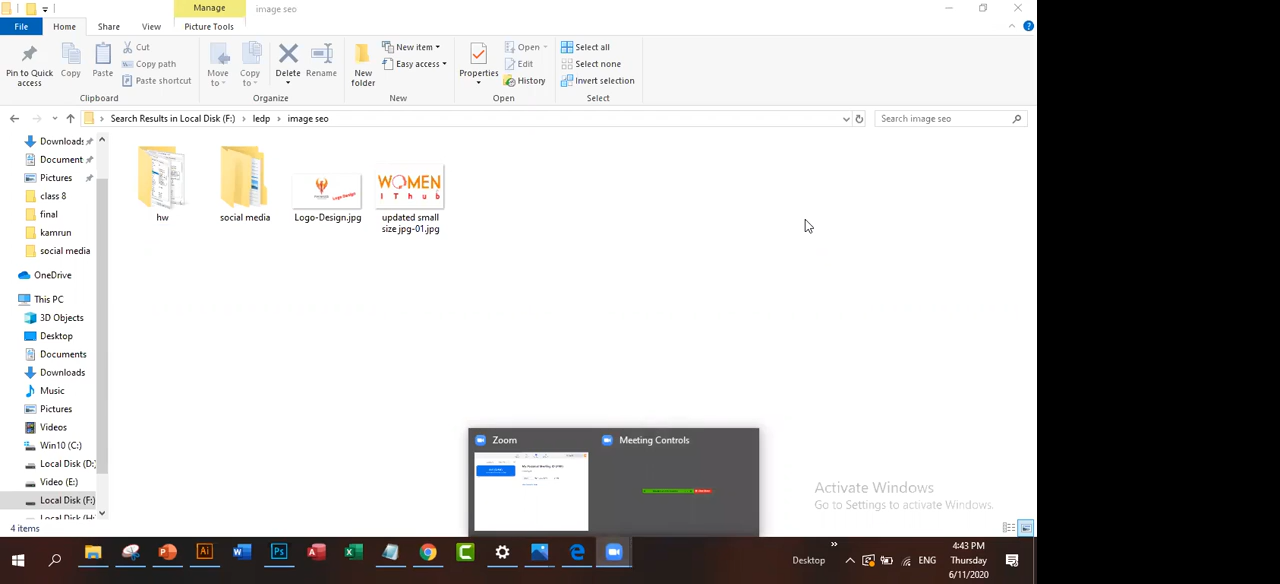 Manage
image seo
File
Home
Share
View
Picture Tools
Pin to Quick access
Copy
Paste
Cut
Copy path
Paste shortcut
Clipboard
Move to
Copy to
Delete
Rename
Organize
New folder
New item
Easy access
New
Properties
Open
Edit
History
Open
Select all
Select none
Invert selection
Select
Search Results in Local Disk (F:) > ledp > image seo
Search image seo
Downloads
Document
Pictures
class 8
final
kamrun
social media
OneDrive
This PC
3D Objects
Desktop
Documents
Downloads
Music
Pictures
Videos
Win10 (C:)
Local Disk (D:)
Video (E:)
Local Disk (F:)
Local Disk (H:
hw
social media
Logo Design
Logo-Design.jpg
WOMEN
IT hub
updated small
size jpg-01.jpg
Zoom
Meeting Controls
Activate Windows
Go to Settings to activate Windows.
4 items
Desktop
ENG
4:43 PM
Thursday
6/11/2020